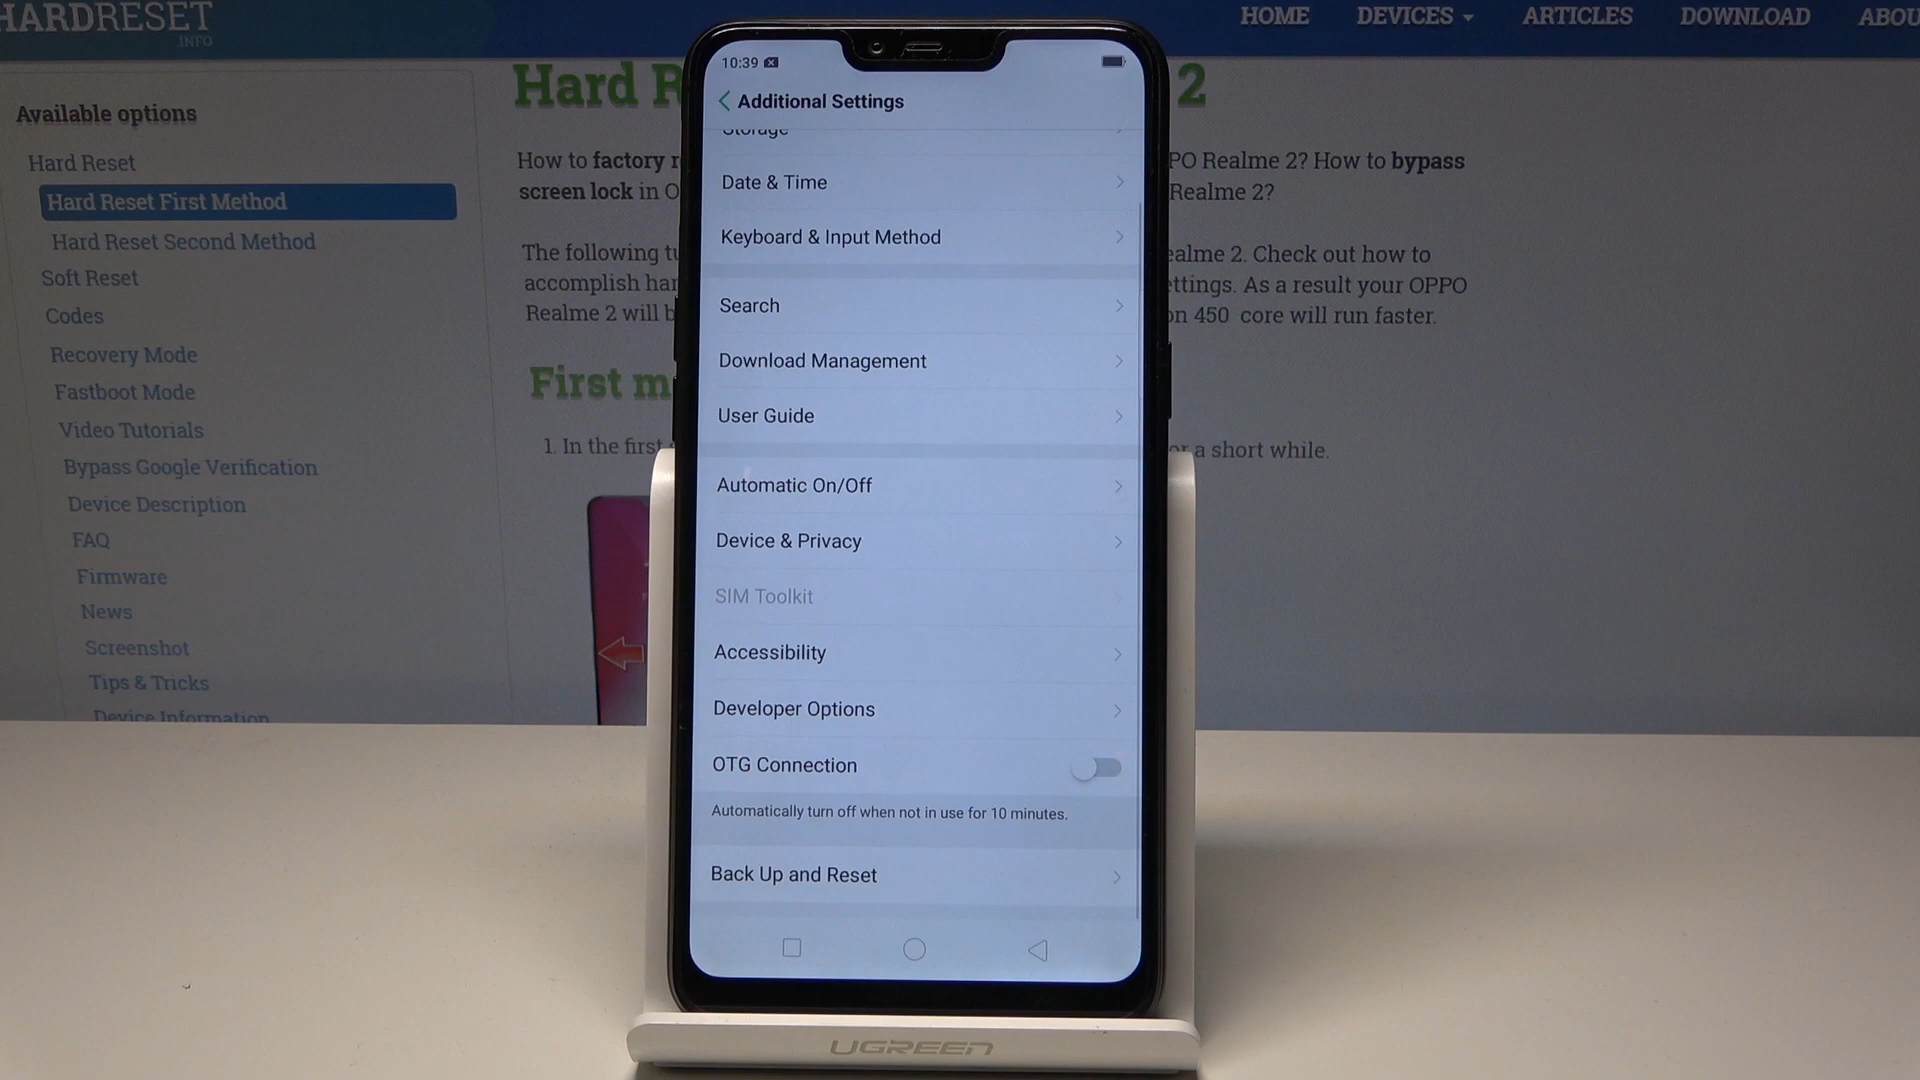 HARDRESET
.INFO
HOME
DEVICES
ARTICLES
DOWNLOAD
ABOU
Available options
Hard Reset
Hard Reset First Method
Hard Reset Second Method
Soft Reset
Codes
Recovery Mode
Fastboot Mode
Video Tutorials
Bypass Google Verification
Device Description
FAQ
Firmware
News
Screenshot
Tips & Tricks
Device Information
Hard R
2
How to factory r
PO Realme 2? How to bypass
screen lock in O
Realme 2?
The following tu
ealme 2. Check out how to
accomplish har
ttings. As a result your OPPO
Realme 2 will b
on 450 core will run faster.
First m
1. In the first
or a short while.
10:39
Additional Settings
Storage
Date & Time
Keyboard & Input Method
Search
Download Management
User Guide
Automatic On/Off
Device & Privacy
SIM Toolkit
Accessibility
Developer Options
OTG Connection
Automatically turn off when not in use for 10 minutes.
Back Up and Reset
UGREEN